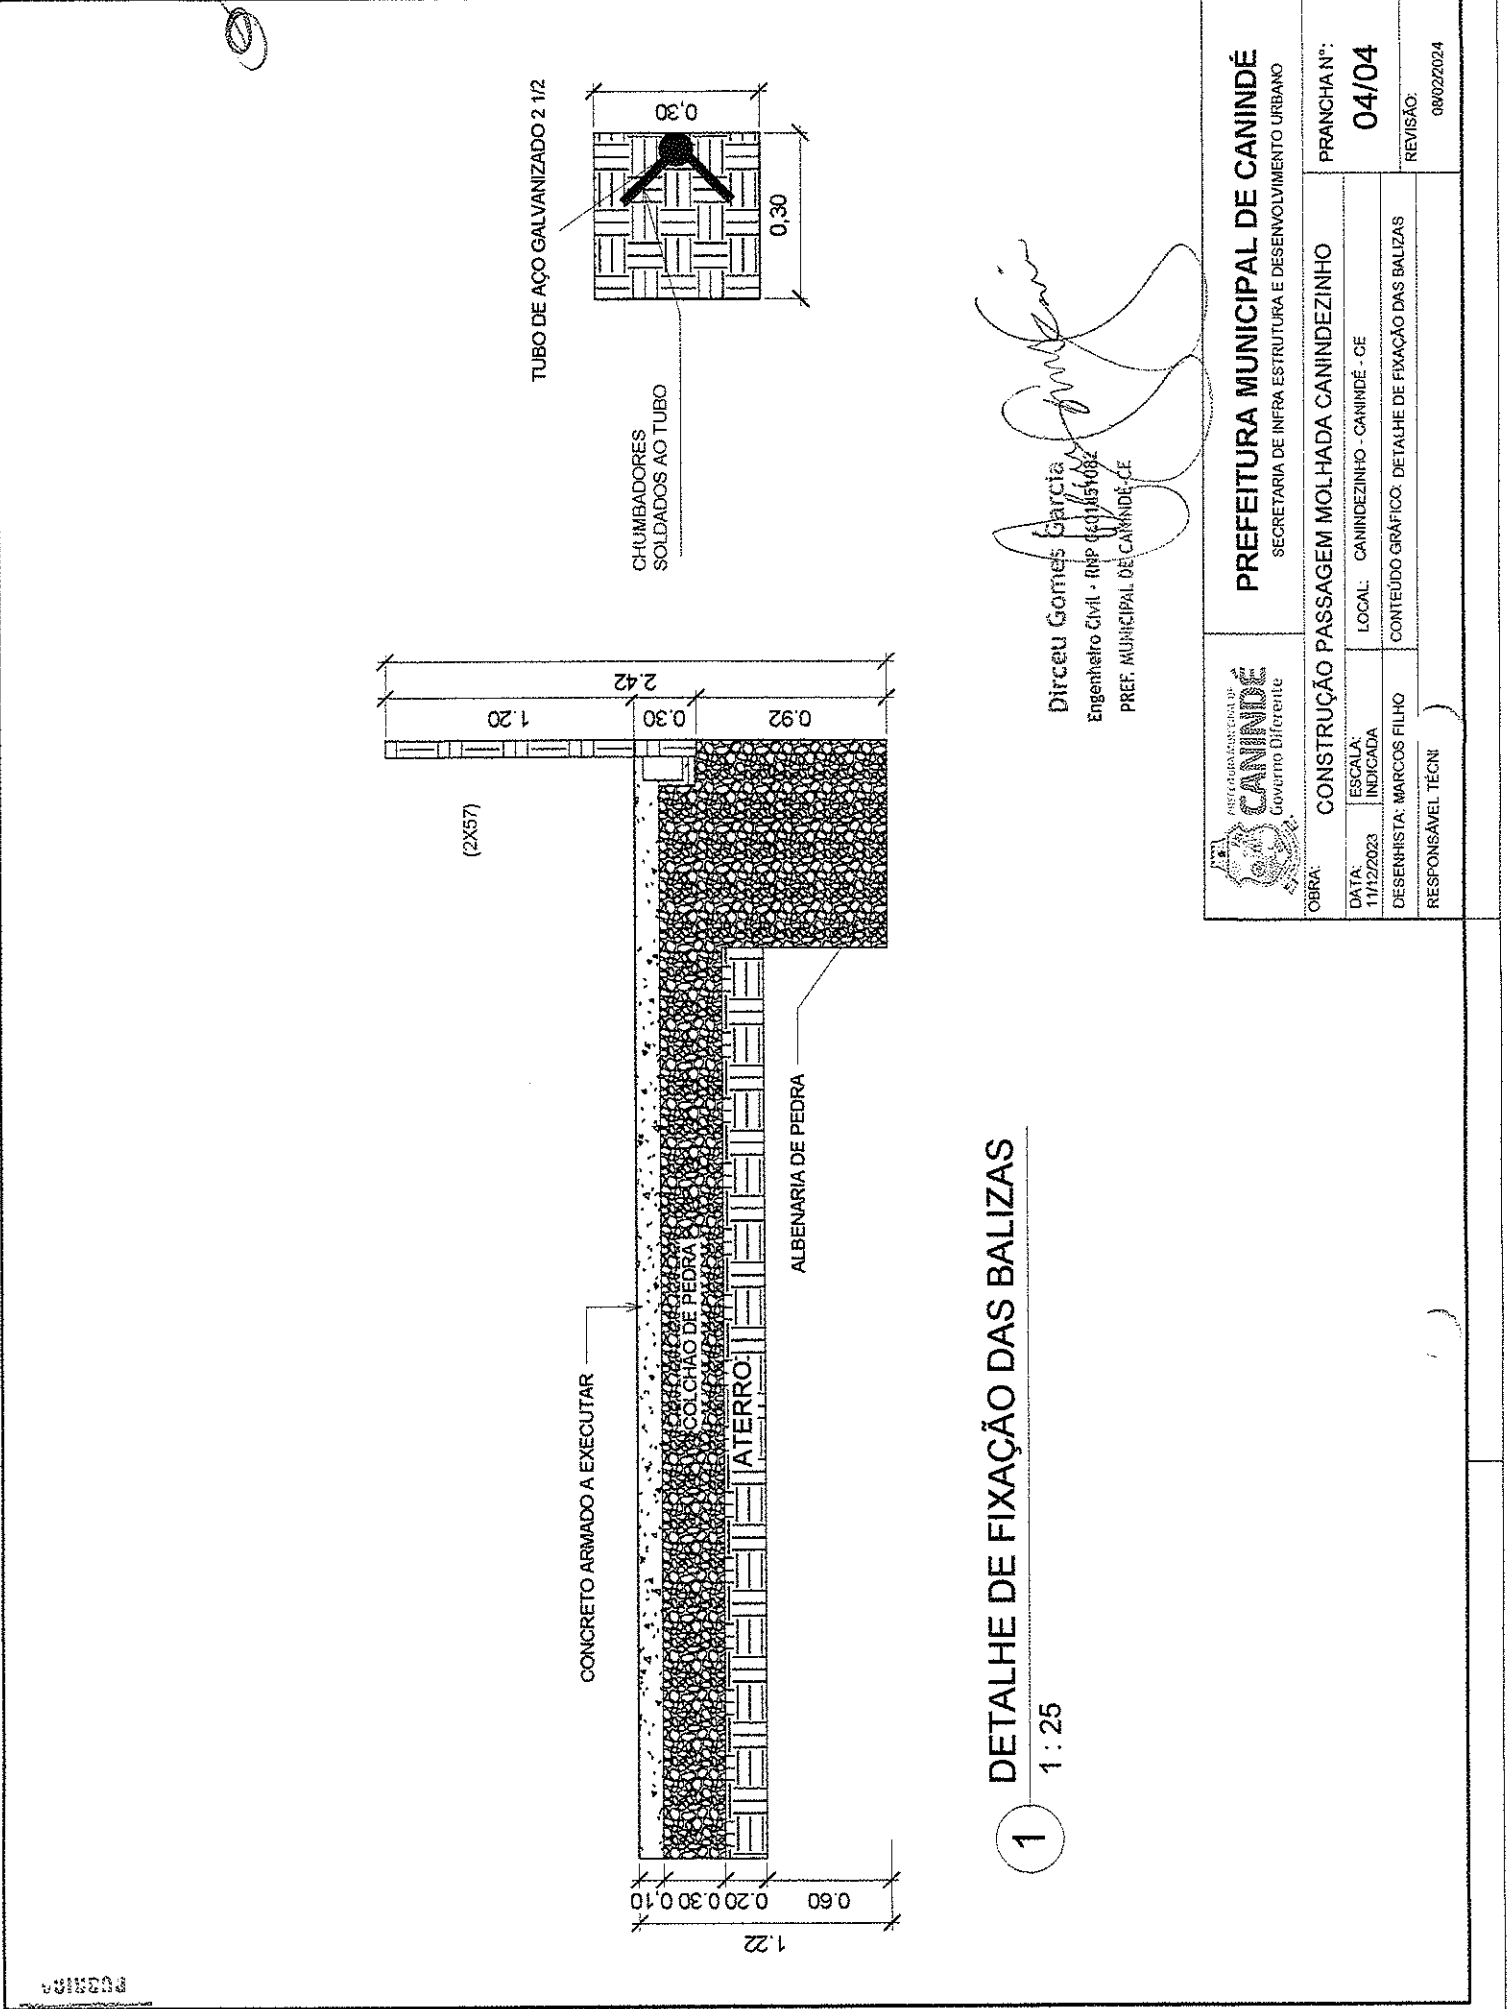 TUBO DE AÇO GALVANIZADO 2 1/2
CHUMBADORES
SOLDADOS AO TUBO
0,30
0,30
(2X57)
1.20
0.30
0.92
2.42
CONCRETO ARMADO A EXECUTAR
COLCHÃO DE PEDRA
ATERRO
ALBENARIA DE PEDRA
0,10
0.30
0.20
0.60
1.22
1
DETALHE DE FIXAÇÃO DAS BALIZAS
1 : 25
Dirceu Gomes Garcia
Engenheiro Civil - RNP
PREF. MUNICIPAL DE CANINDÉ-CE
CANINDÉ
Governo Diferente
PREFEITURA MUNICIPAL DE CANINDÉ
SECRETARIA DE INFRA ESTRUTURA E DESENVOLVIMENTO URBANO
OBRA:
CONSTRUÇÃO PASSAGEM MOLHADA CANINDEZINHO
PRANCHA N°:
04/04
DATA:
11/12/2023
ESCALA:
INDICADA
LOCAL: CANINDEZINHO - CANINDÉ - CE
DESENHISTA: MARCOS FILHO
CONTEÚDO GRÁFICO: DETALHE DE FIXAÇÃO DAS BALIZAS
REVISÃO:
08/02/2024
RESPONSÁVEL TÉCNI